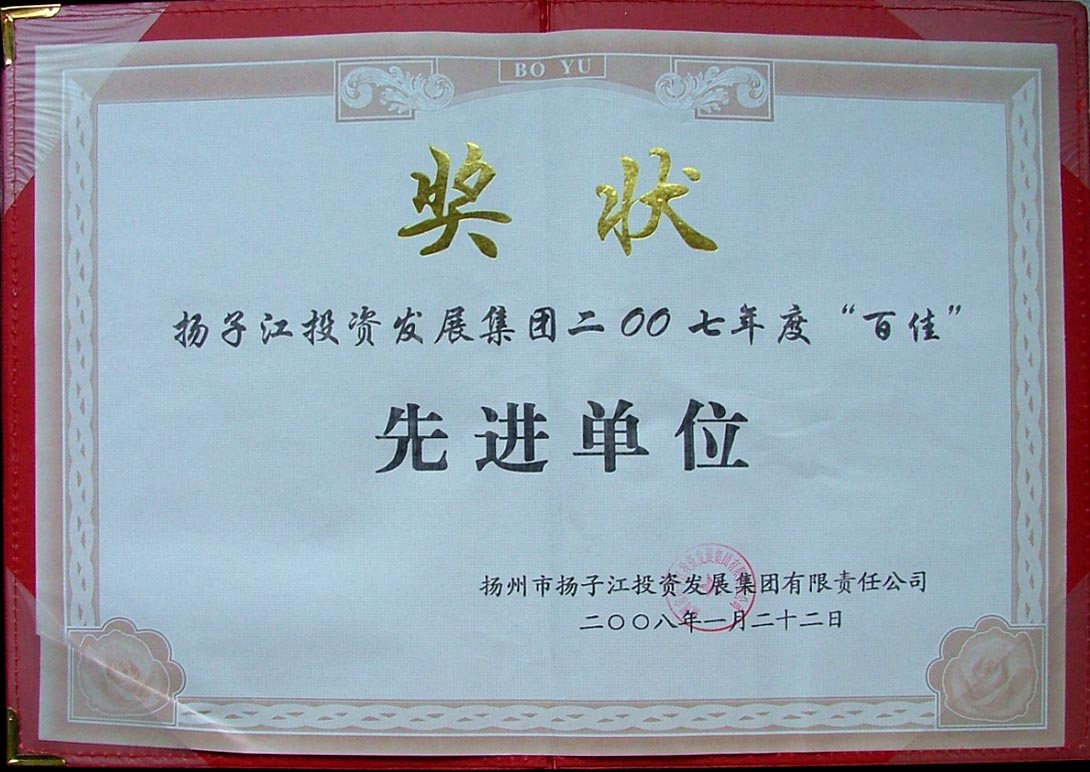 BO YU
奖状
扬子江投资发展集团二00七年度“百佳”
先进单位
扬州市扬子江投资发展集团有限责任公司
二〇〇八年一月二十二日